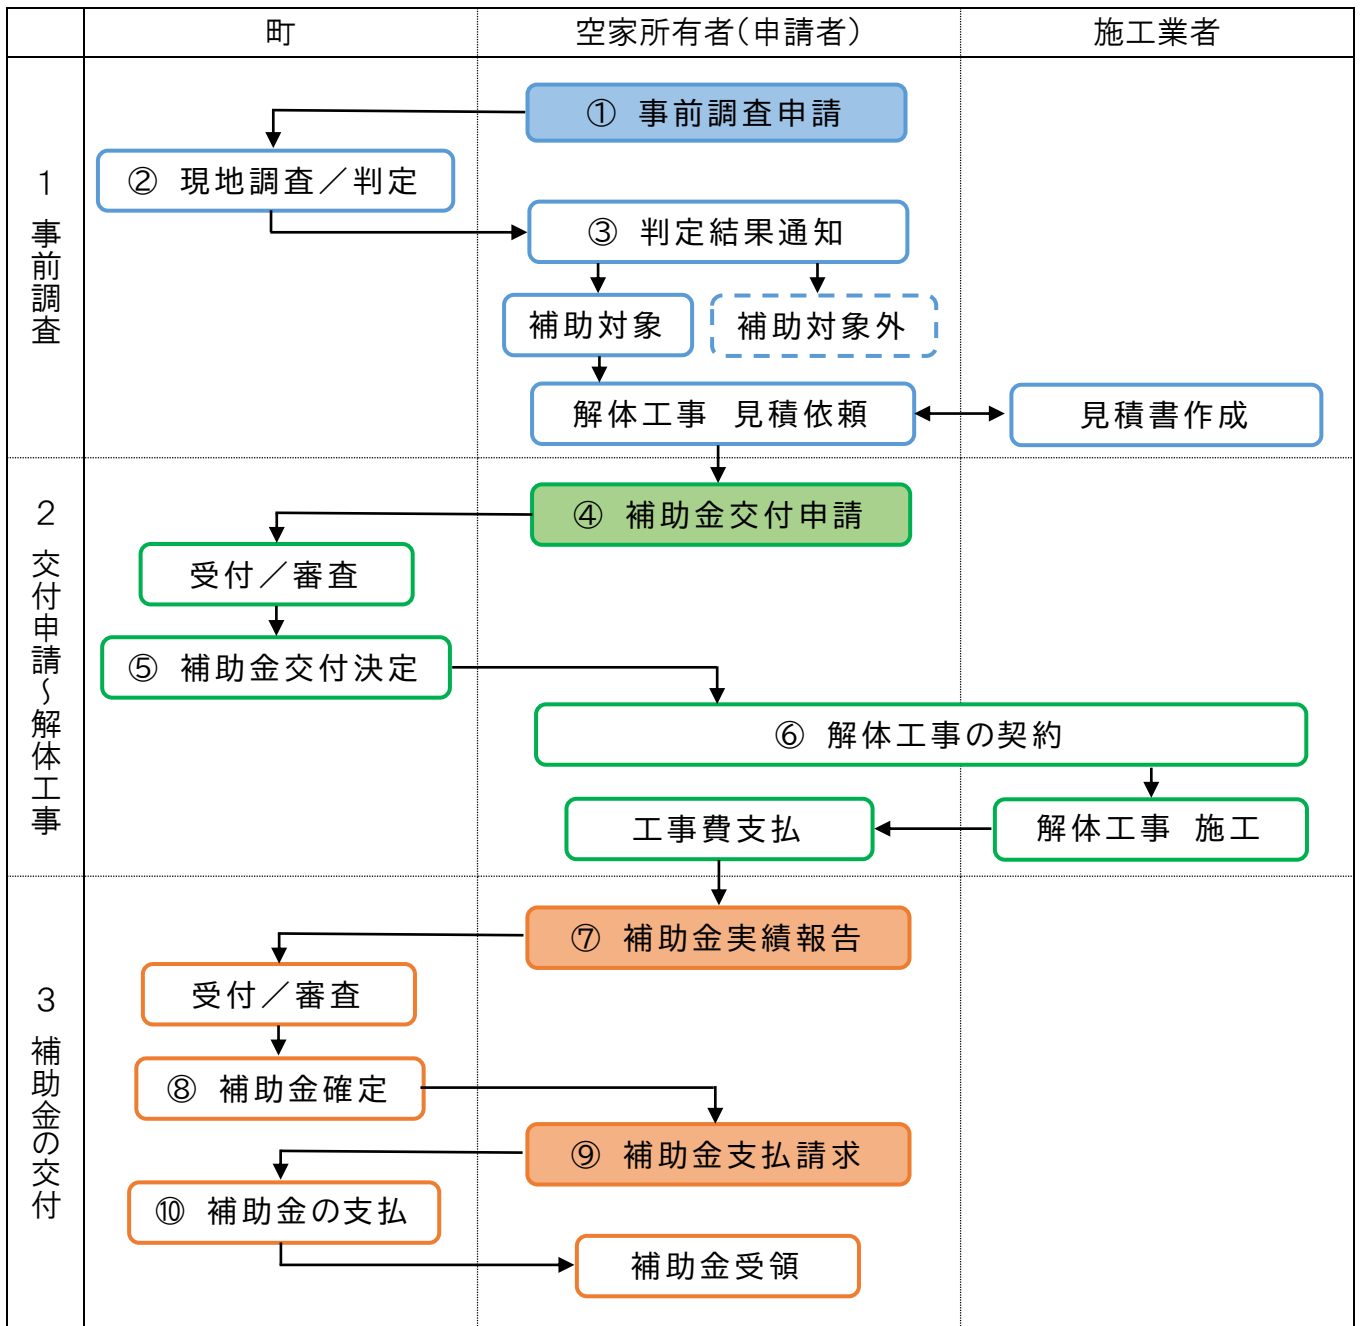 町
空家所有者（申請者）
施工業者
１ 事前調査
① 事前調査申請
② 現地調査／判定
③ 判定結果通知
補助対象
補助対象外
解体工事 見積依頼
見積書作成
２ 交付申請～解体工事
④ 補助金交付申請
受付／審査
⑤ 補助金交付決定
⑥ 解体工事の契約
工事費支払
解体工事 施工
３ 補助金の交付
⑦ 補助金実績報告
受付／審査
⑧ 補助金確定
⑨ 補助金支払請求
⑩ 補助金の支払
補助金受領